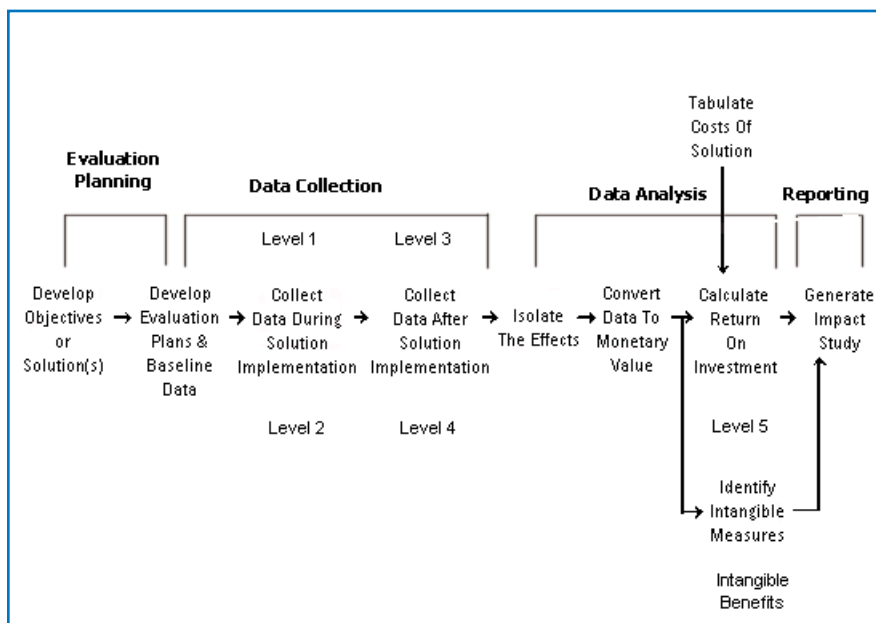 Tabulate
Costs Of
Solution
Evaluation
Planning
Data Collection
Data Analysis
Reporting
Level 1
Level 3
Develop
Objectives
or
Solution(s)
Develop
Evaluation
Plans &
Baseline
Data
Collect
Data During
Solution
Implementation
Collect
Data After
Solution
Implementation
Isolate
The Effects
Convert
Data To
Monetary
Value
Calculate
Return
On
Investment
Generate
Impact
Study
Level 2
Level 4
Level 5
Identify
Intangible
Measures
Intangible
Benefits